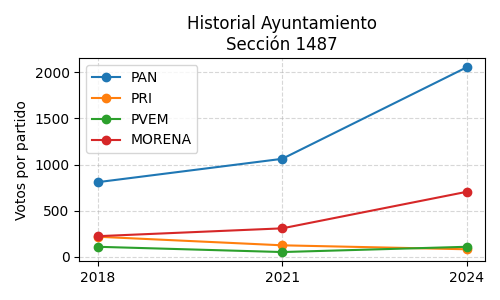 Historial Ayuntamiento
Sección 1487
PAN
PRI
PVEM
MORENA
Votos por partido
2000
1500
1000
500
0
2018
2021
2024